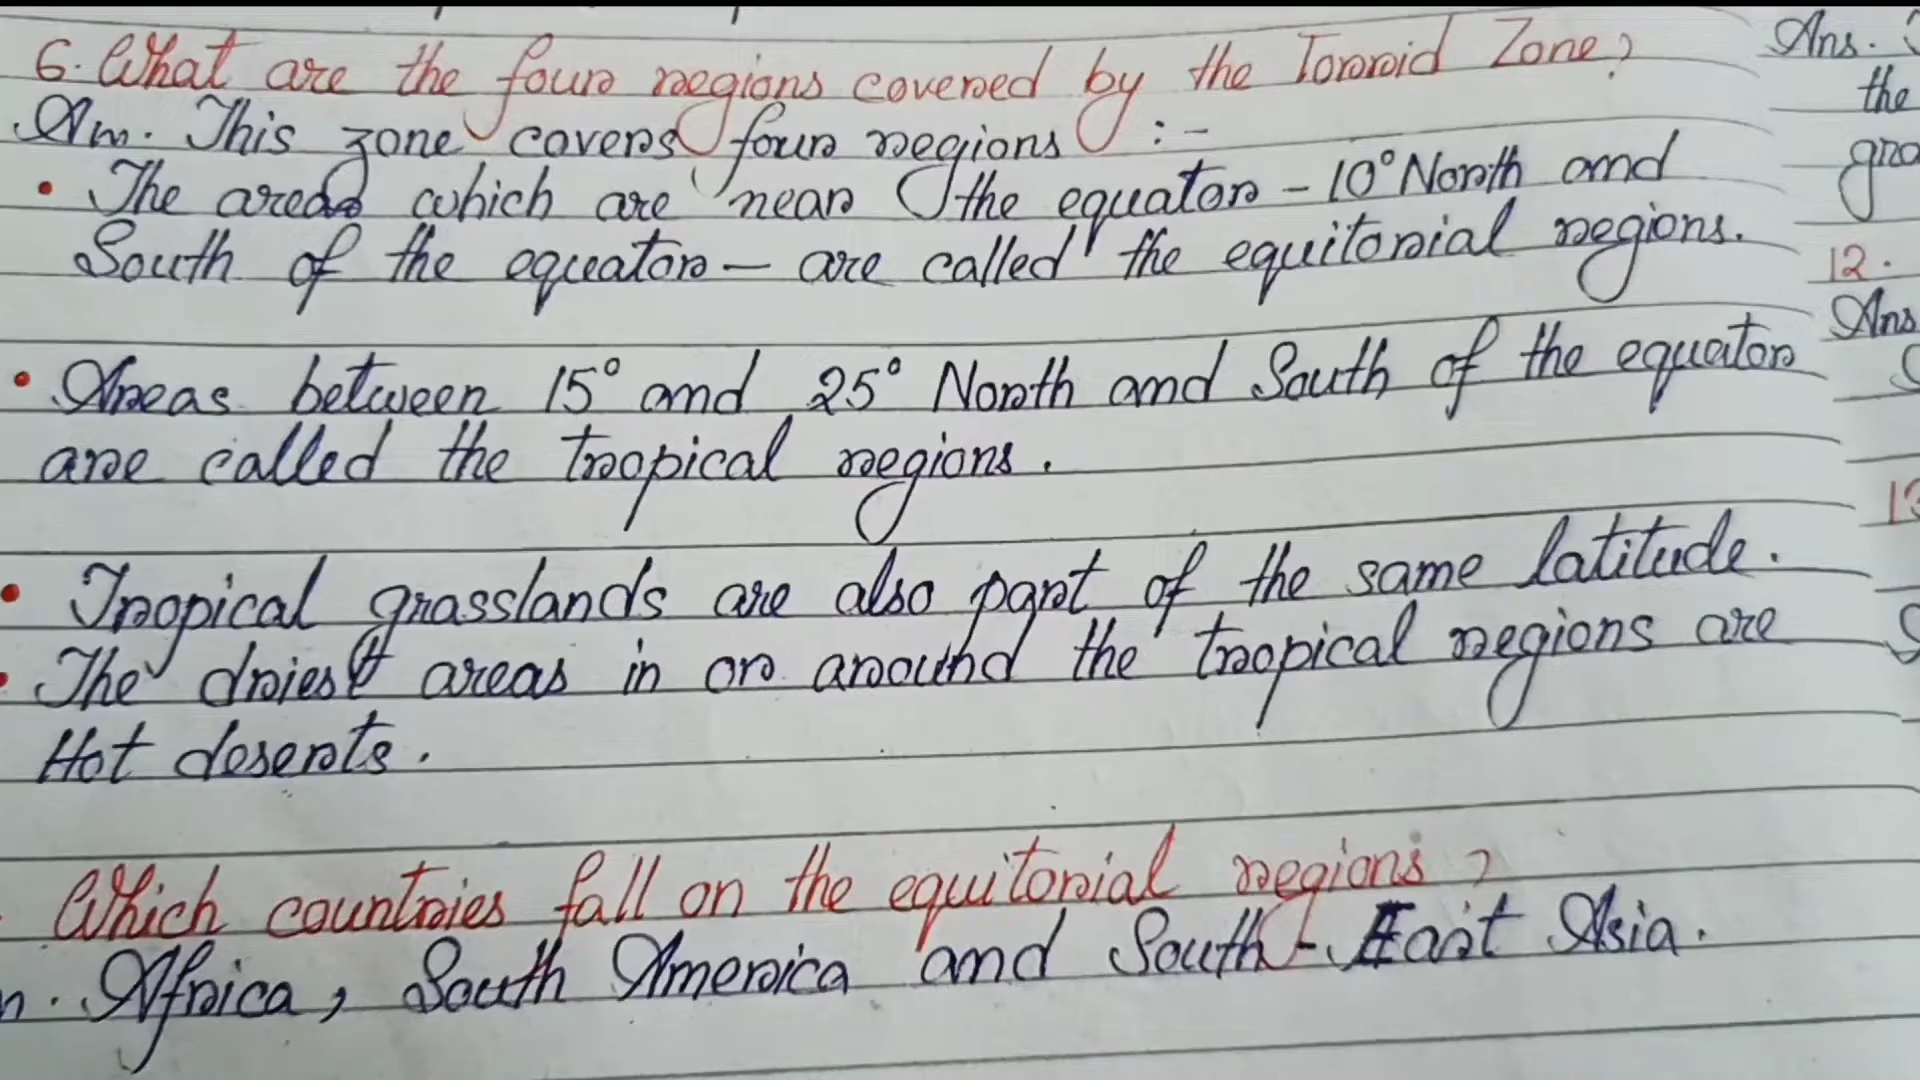 6. What are the four regions covered by the Torroid Zone?
Ans. This zone covers four regions :-
• The areas which are near the equator - 10° North and
South of the equator - are called the equitorial regions.
• Areas between 15° and 25° North and South of the equator
are called the tropical regions.
• Tropical grasslands are also part of the same latitude.
• The driest areas in or around the tropical regions are
Hot deserts.
Which countries fall on the equitorial regions?
n. Africa, South America and South-East Asia.
Ans.
the
12.
Ans